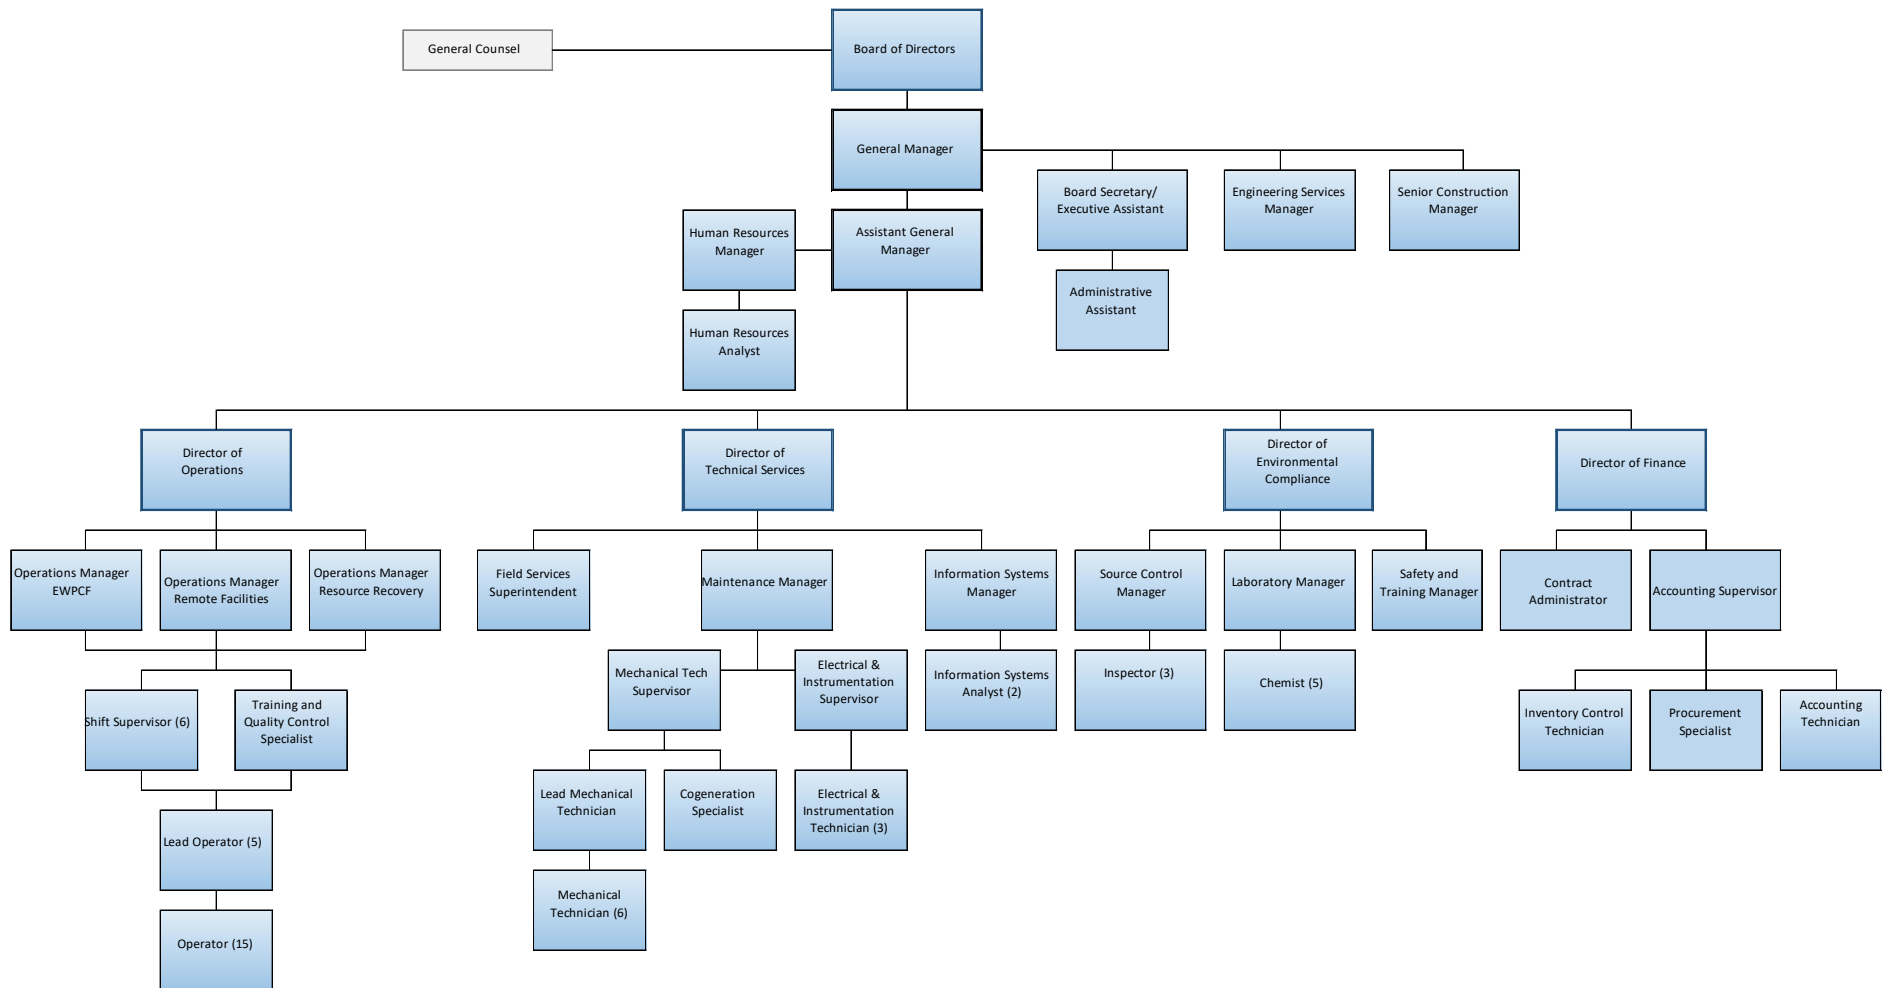 General Counsel
Board of Directors
General Manager
Board Secretary/
Executive Assistant
Engineering Services
Manager
Senior Construction
Manager
Human Resources
Manager
Assistant General
Manager
Administrative
Assistant
Human Resources
Analyst
Director of
Operations
Director of
Technical Services
Director of
Environmental
Compliance
Director of Finance
Operations Manager
EWPCF
Operations Manager
Remote Facilities
Operations Manager
Resource Recovery
Field Services
Superintendent
Maintenance Manager
Information Systems
Manager
Source Control
Manager
Laboratory Manager
Safety and
Training Manager
Contract
Administrator
Accounting Supervisor
Shift Supervisor (6)
Training and
Quality Control
Specialist
Mechanical Tech
Supervisor
Electrical &
Instrumentation
Supervisor
Information Systems
Analyst (2)
Inspector (3)
Chemist (5)
Inventory Control
Technician
Procurement
Specialist
Accounting
Technician
Lead Operator (5)
Lead Mechanical
Technician
Cogeneration
Specialist
Electrical &
Instrumentation
Technician (3)
Operator (15)
Mechanical
Technician (6)